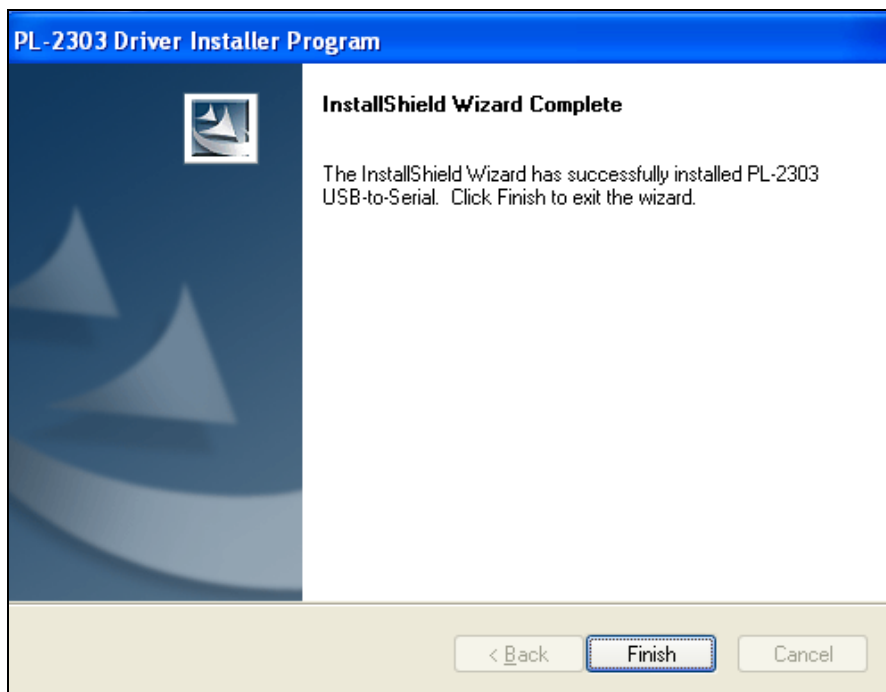 PL-2303 Driver Installer Program
InstallShield Wizard Complete
The InstallShield Wizard has successfully installed PL-2303
USB-to-Serial. Click Finish to exit the wizard.
< Back
Finish
Cancel